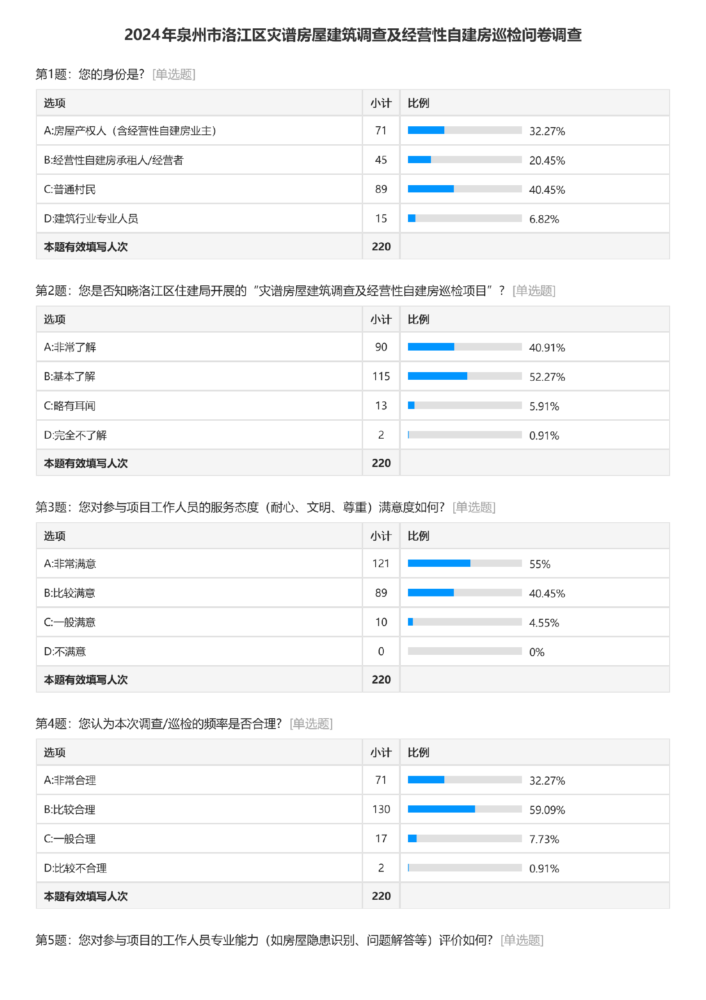 2024年泉州市洛江区灾谱房屋建筑调查及经营性自建房巡检问卷调查
第1题：您的身份是? [单选题]
选项 小计 比例
A:房屋产权人（含经营性自建房业主） 71 32.27%
B:经营性自建房承租人/经营者 45 20.45%
C:普通村民 89 40.45%
D:建筑行业专业人员 15 6.82%
本题有效填写人次 220
第2题：您是否知晓洛江区住建局开展的“灾谱房屋建筑调查及经营性自建房巡检项目”? [单选题]
选项 小计 比例
A:非常了解 90 40.91%
B:基本了解 115 52.27%
C:略有耳闻 13 5.91%
D:完全不了解 2 0.91%
本题有效填写人次 220
第3题：您对参与项目工作人员的服务态度（耐心、文明、尊重）满意度如何? [单选题]
选项 小计 比例
A:非常满意 121 55%
B:比较满意 89 40.45%
C:一般满意 10 4.55%
D:不满意 0 0%
本题有效填写人次 220
第4题：您认为本次调查/巡检的频率是否合理? [单选题]
选项 小计 比例
A:非常合理 71 32.27%
B:比较合理 130 59.09%
C:一般合理 17 7.73%
D:比较不合理 2 0.91%
本题有效填写人次 220
第5题：您对参与项目的工作人员专业能力（如房屋隐患识别、问题解答等）评价如何? [单选题]